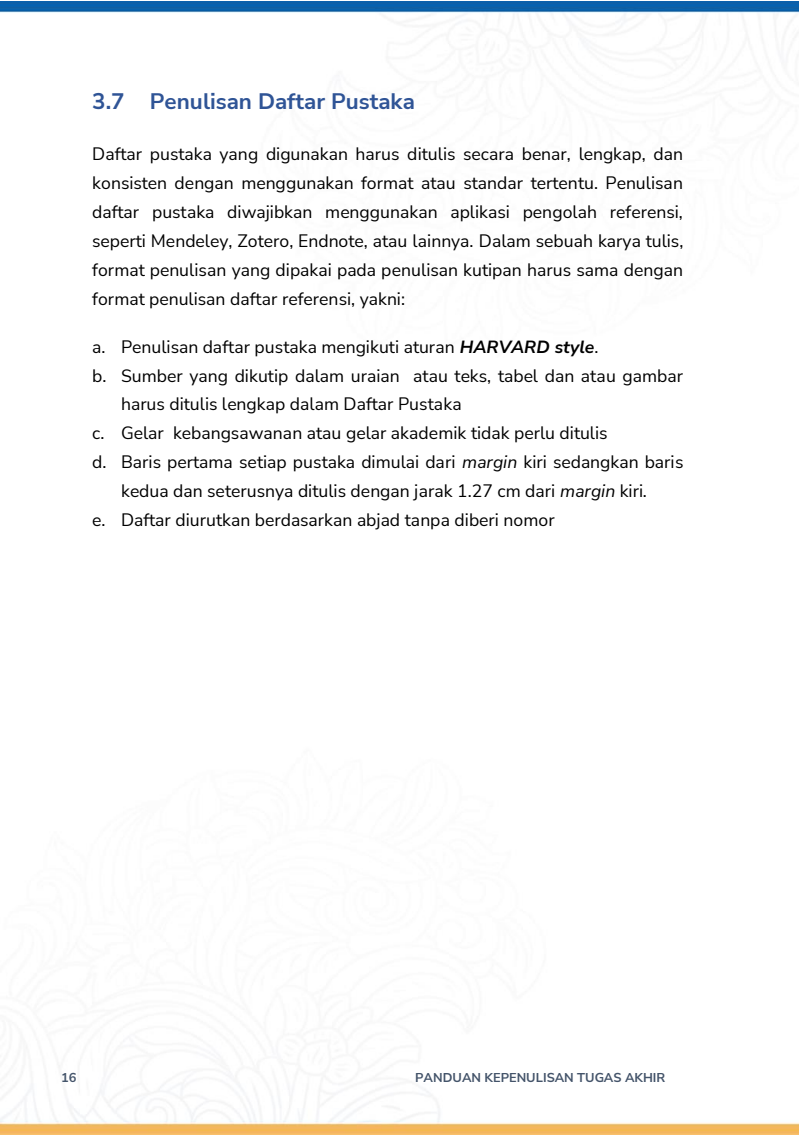 3.7 Penulisan Daftar Pustaka
Daftar pustaka yang digunakan harus ditulis secara benar, lengkap, dan
konsisten dengan menggunakan format atau standar tertentu. Penulisan
daftar pustaka diwajibkan menggunakan aplikasi pengolah referensi,
seperti Mendeley, Zotero, Endnote, atau lainnya. Dalam sebuah karya tulis,
format penulisan yang dipakai pada penulisan kutipan harus sama dengan
format penulisan daftar referensi, yakni:
a. Penulisan daftar pustaka mengikuti aturan HARVARD style.
b. Sumber yang dikutip dalam uraian  atau teks, tabel dan atau gambar
harus ditulis lengkap dalam Daftar Pustaka
c. Gelar  kebangsawanan atau gelar akademik tidak perlu ditulis
d. Baris pertama setiap pustaka dimulai dari margin kiri sedangkan baris
kedua dan seterusnya ditulis dengan jarak 1.27 cm dari margin kiri.
e. Daftar diurutkan berdasarkan abjad tanpa diberi nomor
16 PANDUAN KEPENULISAN TUGAS AKHIR